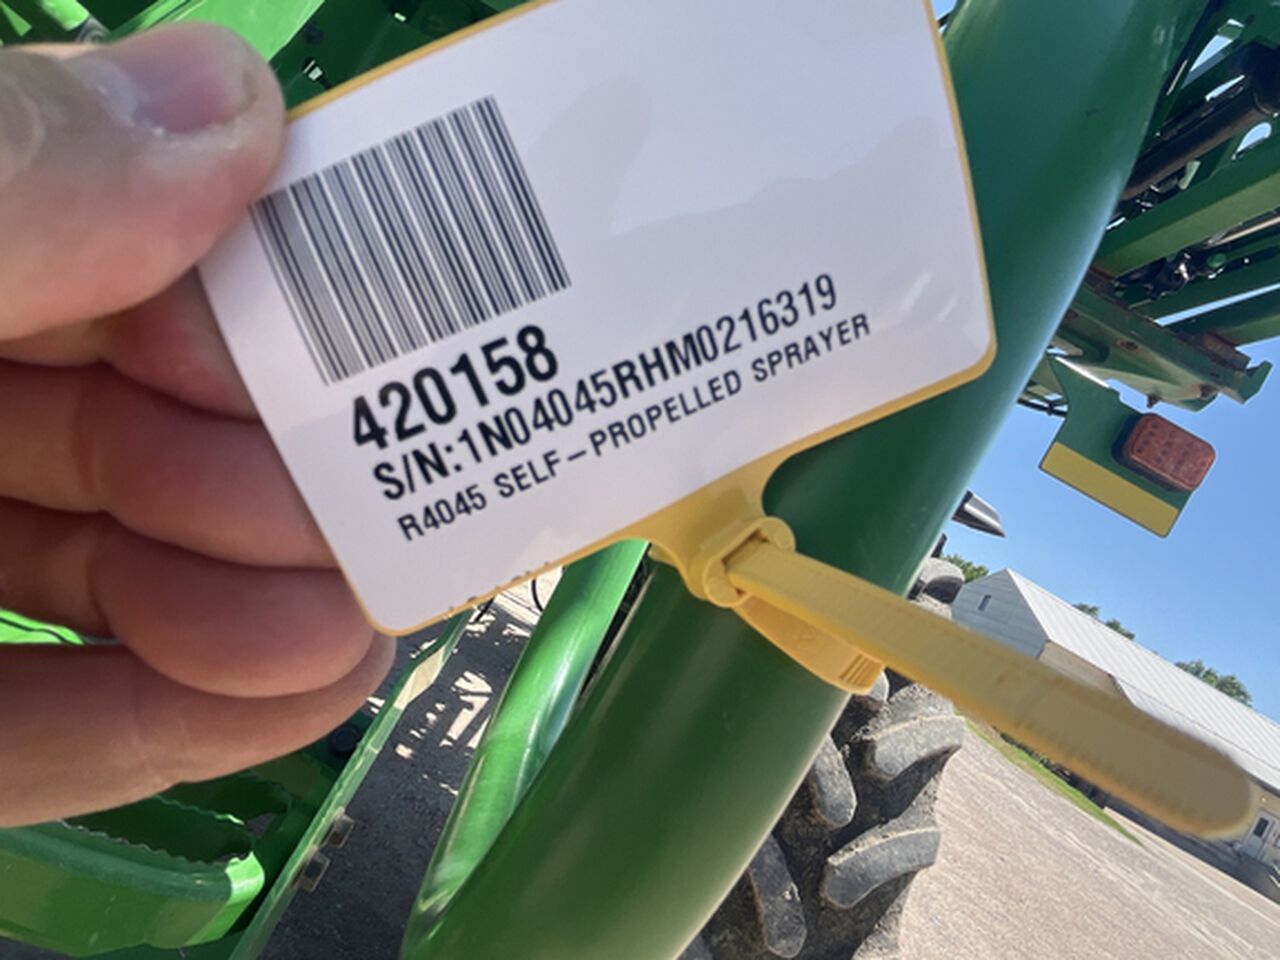 420158
S/N:1N04045RHM0216319
R4045 SELF-PROPELLED SPRAYER